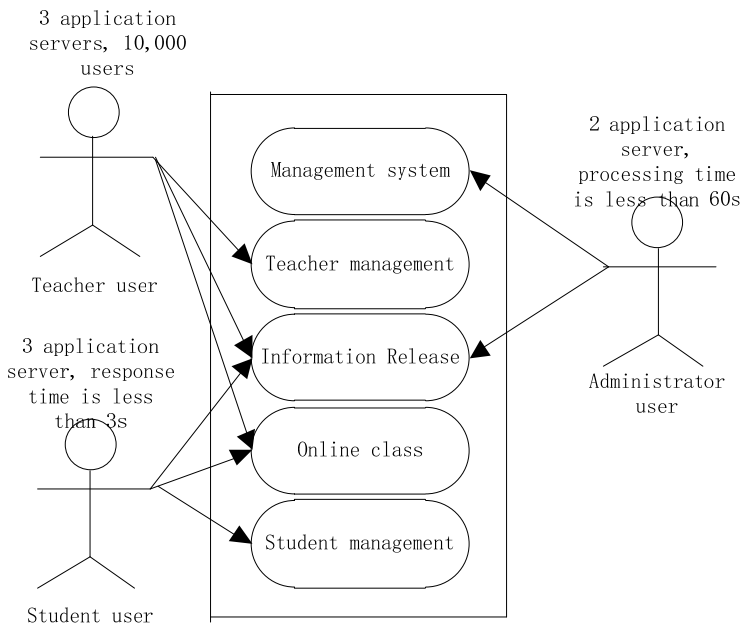 3 application
servers, 10,000
users
Teacher user
3 application
server, response
time is less
than 3s
Student user
Management system
Teacher management
Information Release
Online class
Student management
2 application
server,
processing time
is less than 60s
Administrator
user